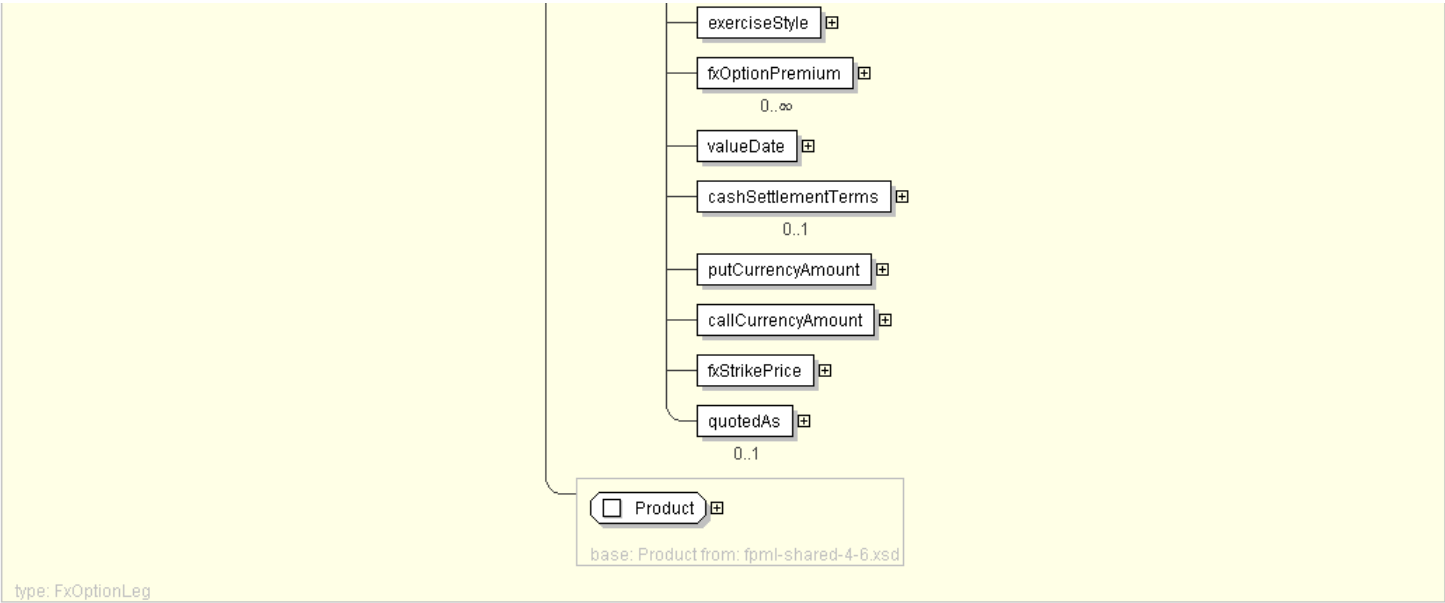 exerciseStyle
fxOptionPremium
0..∞
valueDate
cashSettlementTerms
0..1
putCurrencyAmount
callCurrencyAmount
fxStrikePrice
quotedAs
0..1
Product
base: Product from: fpml-shared-4-6.xsd
type: FxOptionLeg